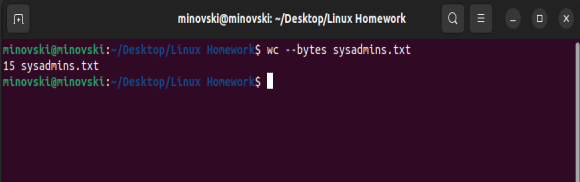 minovski@minovski: ~/Desktop/Linux Homework
minovski@minovski:~/Desktop/Linux Homework$ wc --bytes sysadmins.txt
15 sysadmins.txt
minovski@minovski:~/Desktop/Linux Homework$